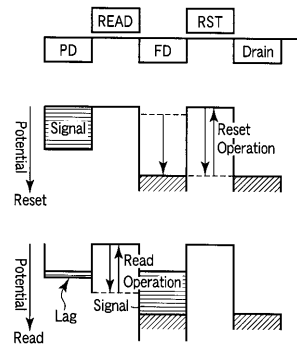 READ RST
PD FD Drain
Potential
Signal
Reset
Operation
Reset
Potential
Read
Operation
Lag
Signal
Read